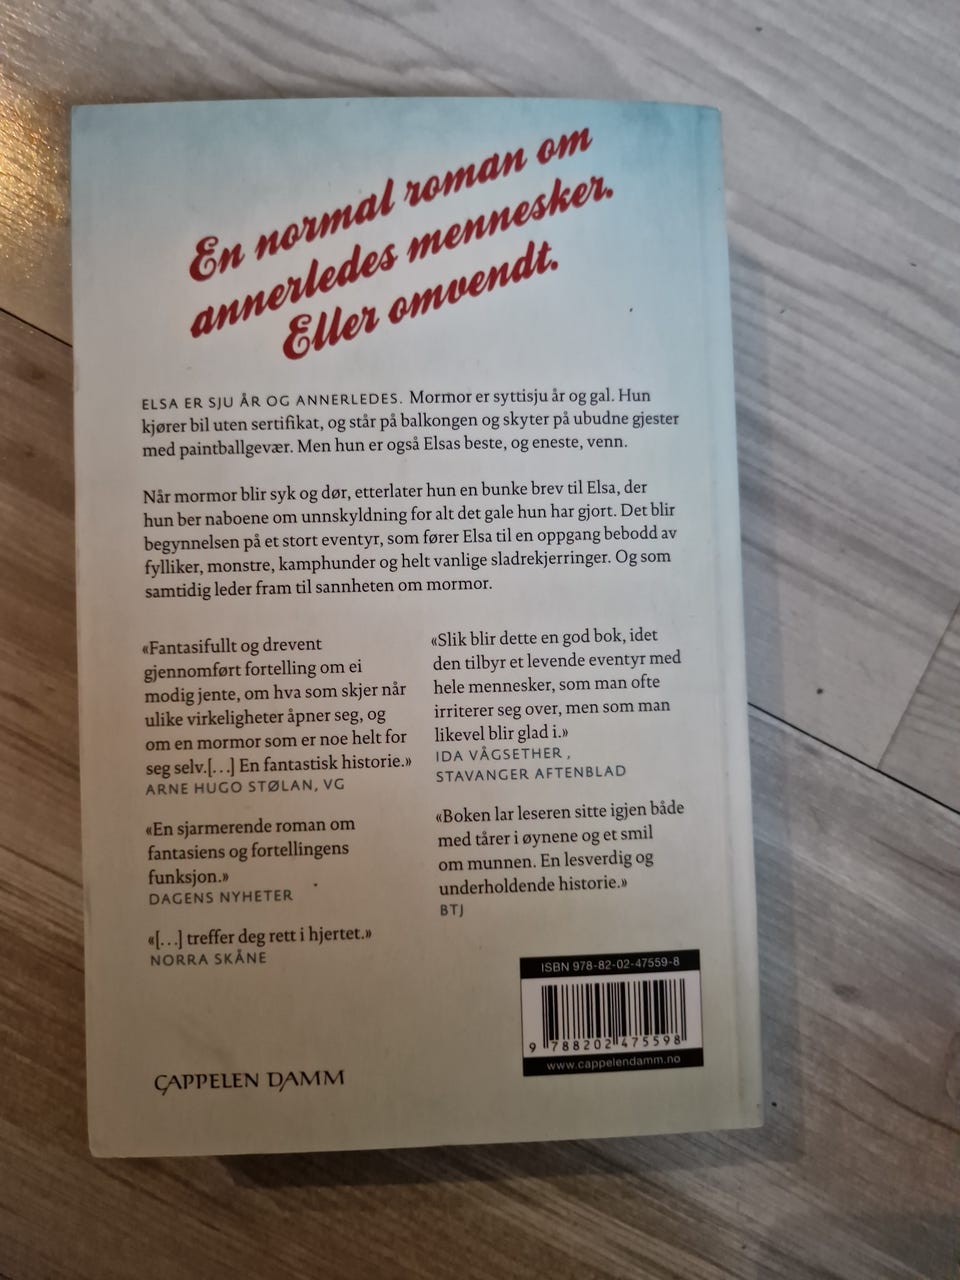 En normal roman om
annerledes mennesker.
Eller omvendt.
ELSA ER SJU ÅR OG ANNERLEDES. Mormor er syttisju år og gal. Hun
kjører bil uten sertifikat, og står på balkongen og skyter på ubudne gjester
med paintballgevær. Men hun er også Elsas beste, og eneste, venn.
Når mormor blir syk og dør, etterlater hun en bunke brev til Elsa, der
hun ber naboene om unnskyldning for alt det gale hun har gjort. Det blir
begynnelsen på et stort eventyr, som fører Elsa til en oppgang bebodd av
fylliker, monstre, kamphunder og helt vanlige sladrekjerringer. Og som
samtidig leder fram til sannheten om mormor.
«Fantasifullt og drevent
gjennomført fortelling om ei
modig jente, om hva som skjer når
ulike virkeligheter åpner seg, og
om en mormor som er noe helt for
seg selv.[...] En fantastisk historie.»
ARNE HUGO STØLAN, VG
«En sjarmerende roman om
fantasiens og fortellingens
funksjon.»
DAGENS NYHETER
«[...] treffer deg rett i hjertet.»
NORRA SKÅNE
«Slik blir dette en god bok, idet
den tilbyr et levende eventyr med
hele mennesker, som man ofte
irriterer seg over, men som man
likevel blir glad i.»
IDA VÅGSETHER,
STAVANGER AFTENBLAD
«Boken lar leseren sitte igjen både
med tårer i øynene og et smil
om munnen. En lesverdig og
underholdende historie.»
BTJ
ISBN 978-82-02-47559-8
9 788202 475598
www.cappelendamm.no
CAPPELEN DAMM